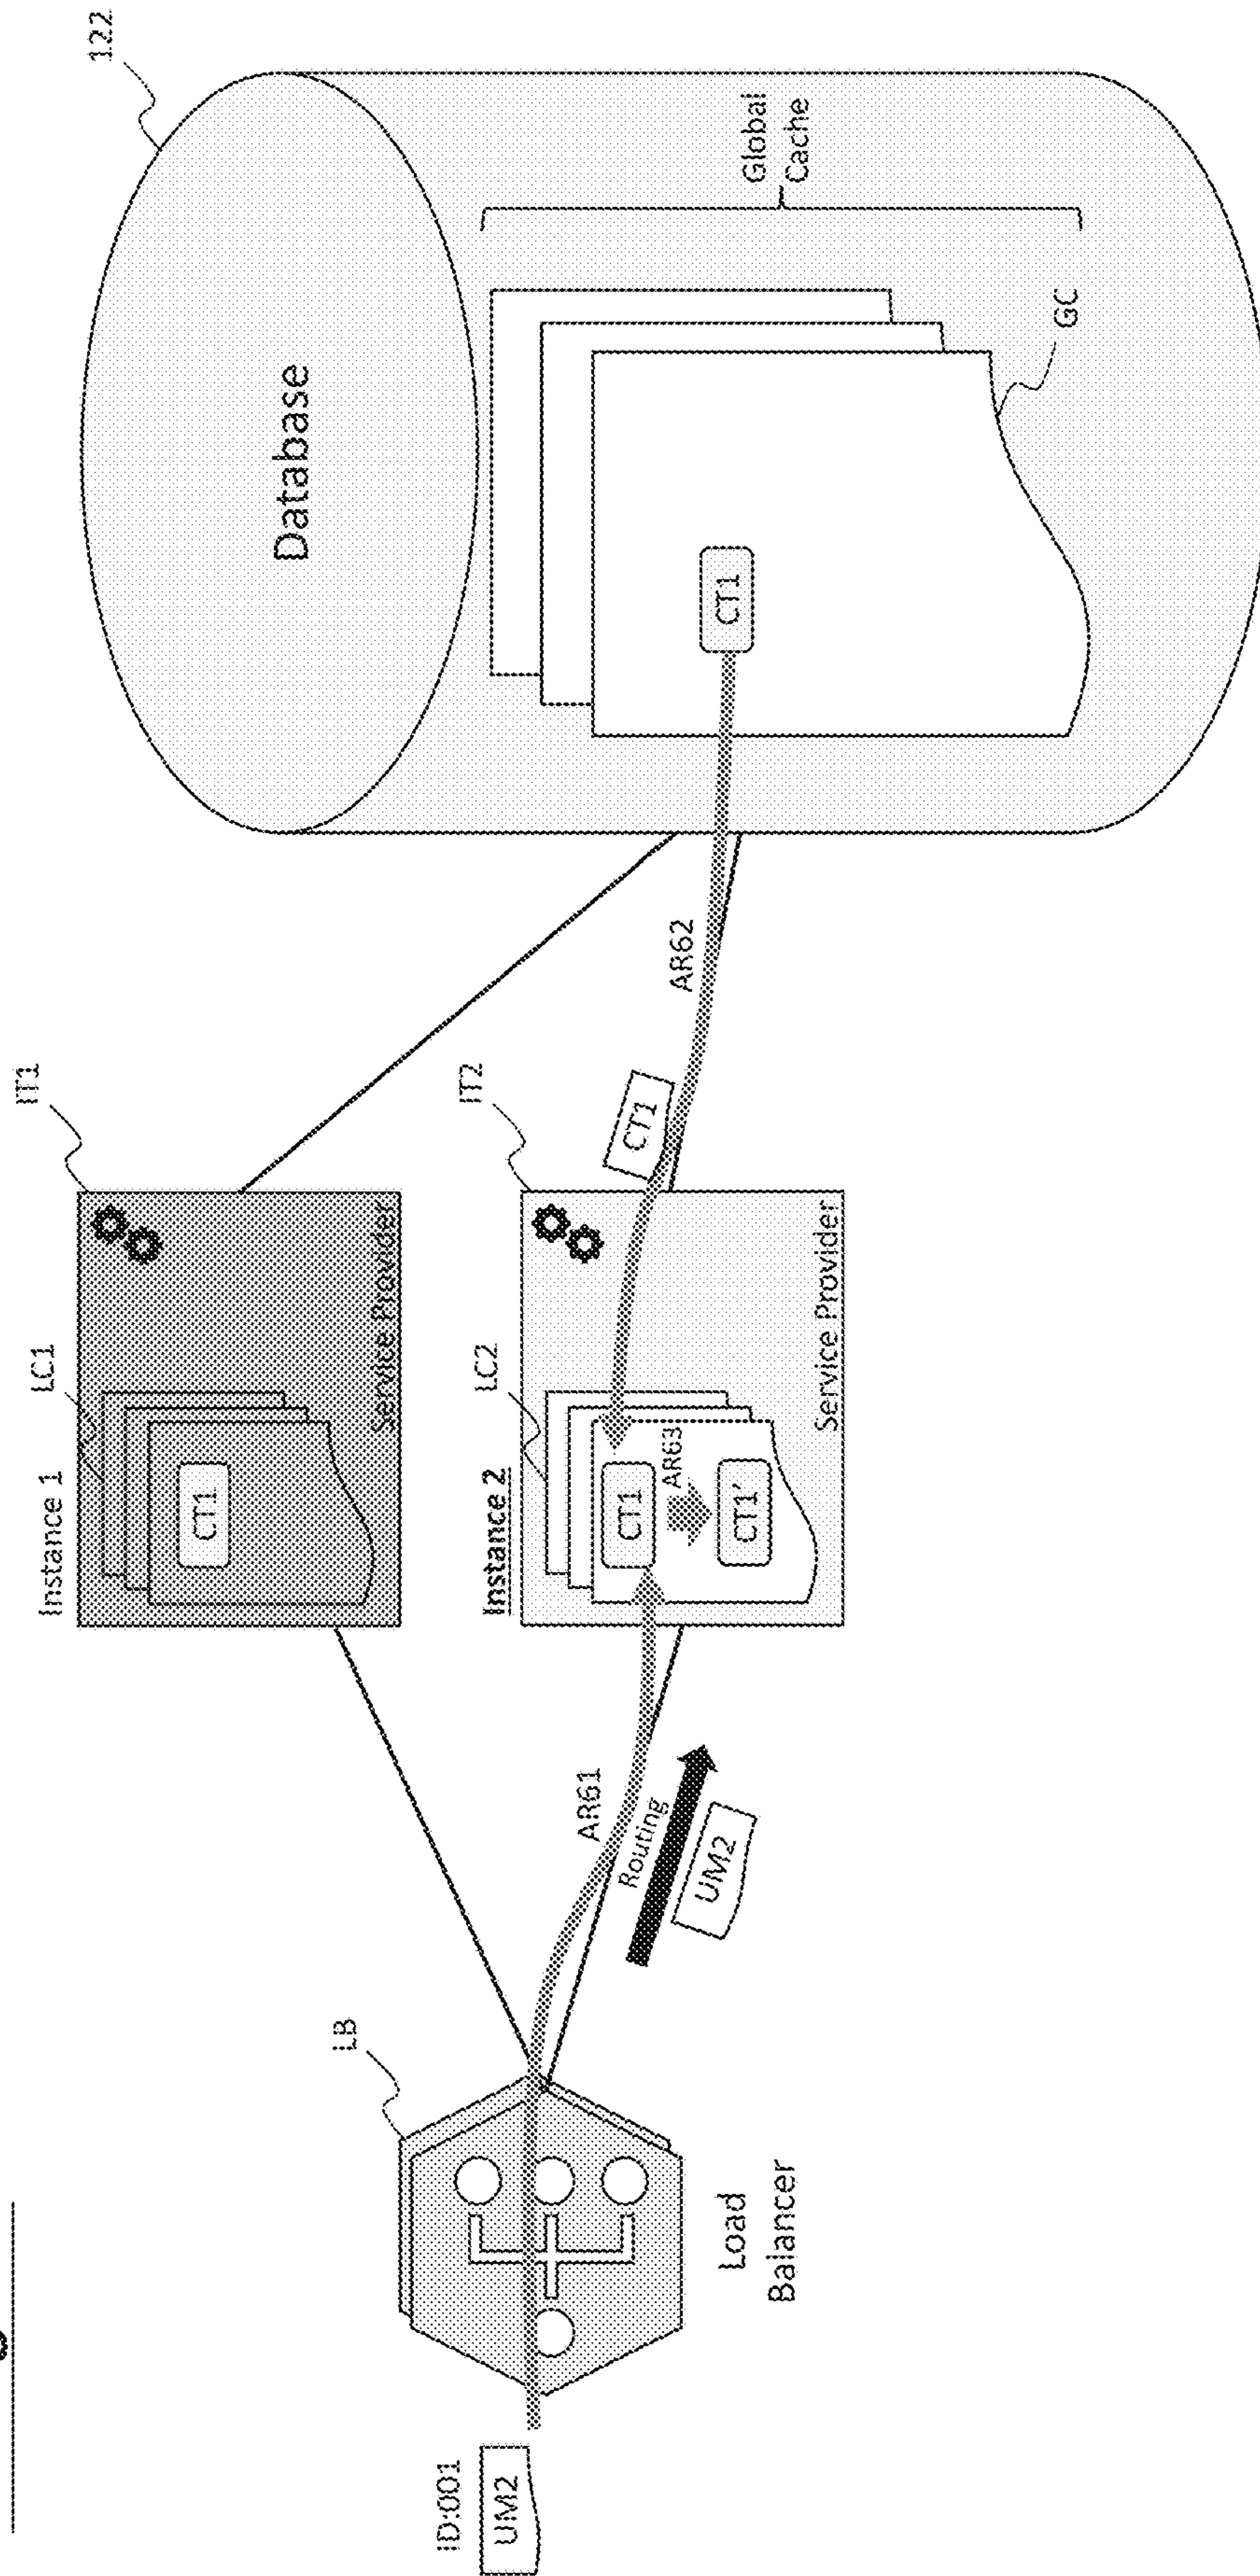 ID:001
UM2
LB
Load
Balancer
AR61
Routing
UM2
Instance 1
LC1
IT1
CT1
Service Provider
Instance 2
LC2
IT2
CT1
AR63
CT1'
Service Provider
CT1
AR62
122
Database
Global
Cache
CT1
GC